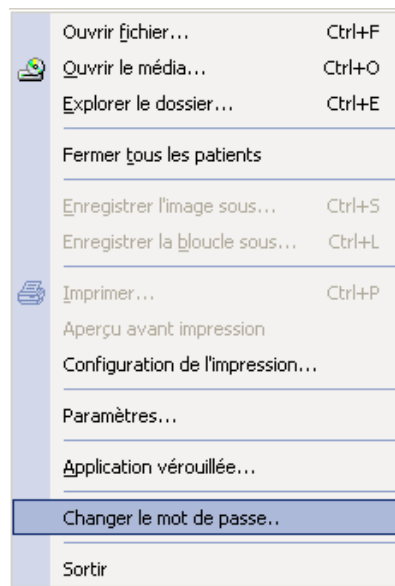 Ouvrir fichier... Ctrl+F
Ouvrir le média... Ctrl+O
Explorer le dossier... Ctrl+E
Fermer tous les patients
Enregistrer l'image sous... Ctrl+S
Enregistrer la bloucle sous... Ctrl+L
Imprimer... Ctrl+P
Aperçu avant impression
Configuration de l'impression...
Paramètres...
Application vérouillée...
Changer le mot de passe..
Sortir